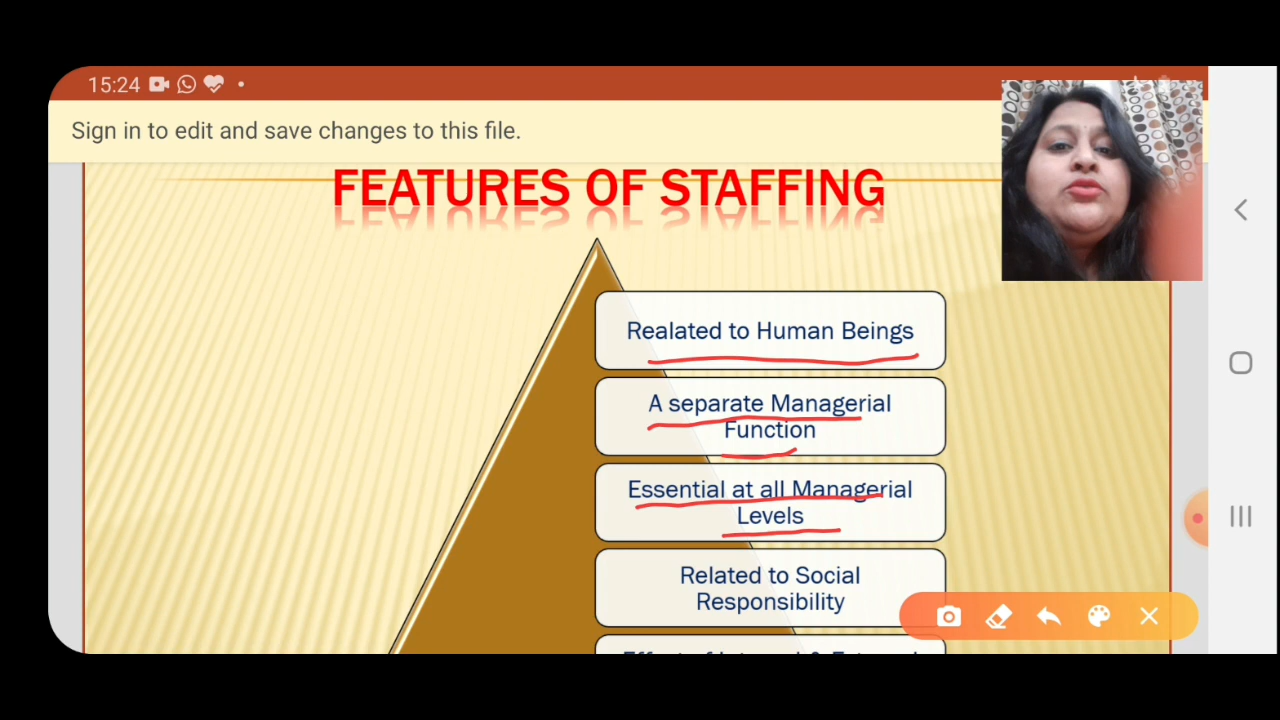 15:24
Sign in to edit and save changes to this file.
FEATURES OF STAFFING
Realated to Human Beings
A separate Managerial
Function
Essential at all Managerial
Levels
Related to Social
Responsibility